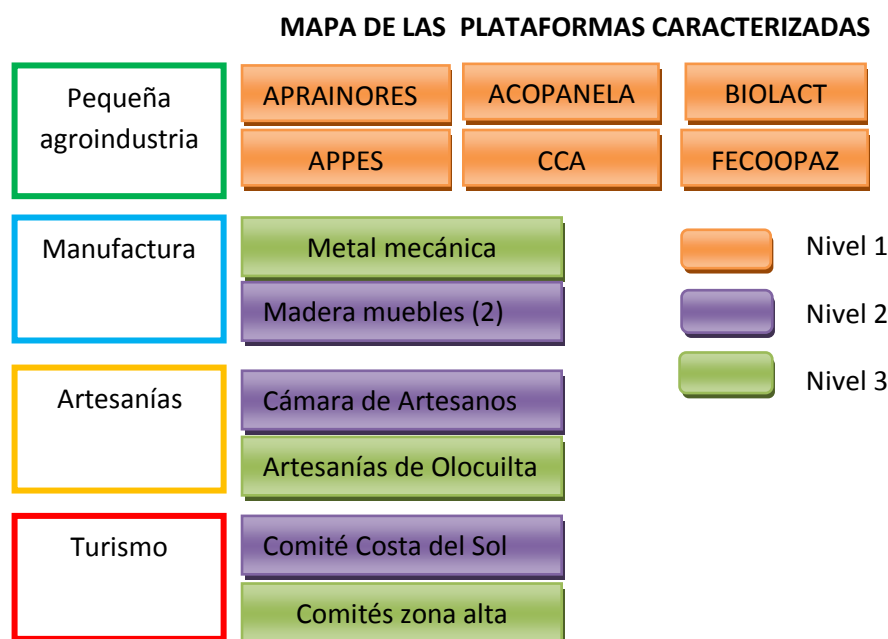 MAPA DE LAS PLATAFORMAS CARACTERIZADAS
Pequeña
agroindustria
APRAINORES
ACOPANELA
BIOLACT
APPES
CCA
FECOOPAZ
Manufactura
Metal mecánica
Madera muebles (2)
Nivel 1
Nivel 2
Nivel 3
Artesanías
Cámara de Artesanos
Artesanías de Olocuilta
Turismo
Comité Costa del Sol
Comités zona alta